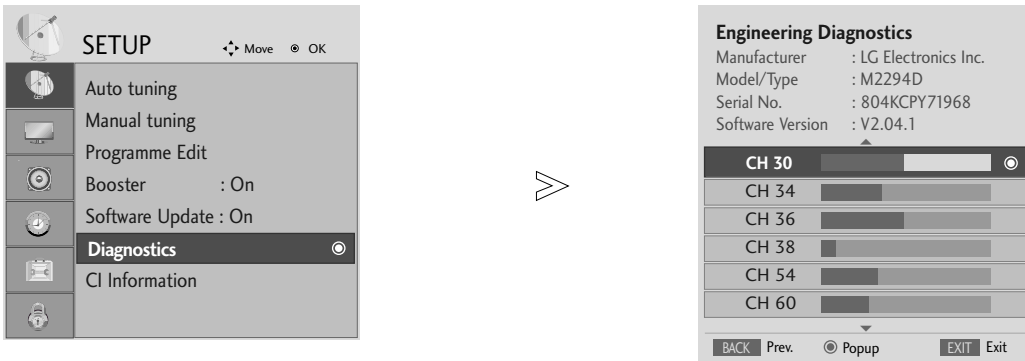 SETUP
Move OK
Auto tuning
Manual tuning
Programme Edit
Booster : On
Software Update : On
Diagnostics
CI Information
Engineering Diagnostics
Manufacturer : LG Electronics Inc.
Model/Type : M2294D
Serial No. : 804KCPY71968
Software Version : V2.04.1
CH 30
CH 34
CH 36
CH 38
CH 54
CH 60
BACK Prev. Popup EXIT Exit